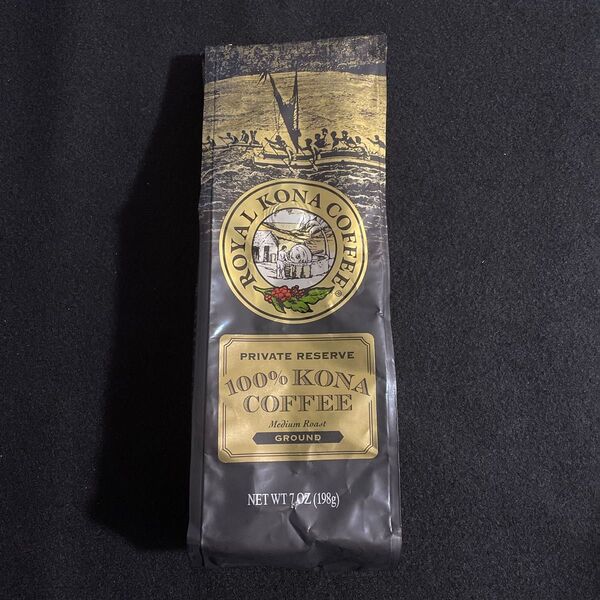 ROYAL KONA COFFEE®
PRIVATE RESERVE
100% KONA
COFFEE
Medium Roast
GROUND
NET WT 7 OZ (198g)